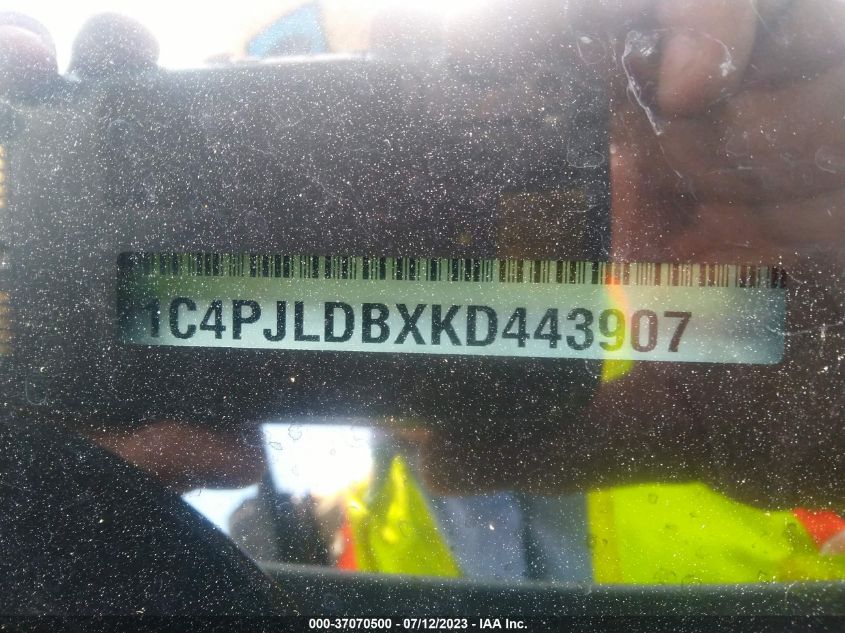 1C4PJLDBXKD443907
000-37070500 - 07/12/2023 - IAA Inc.